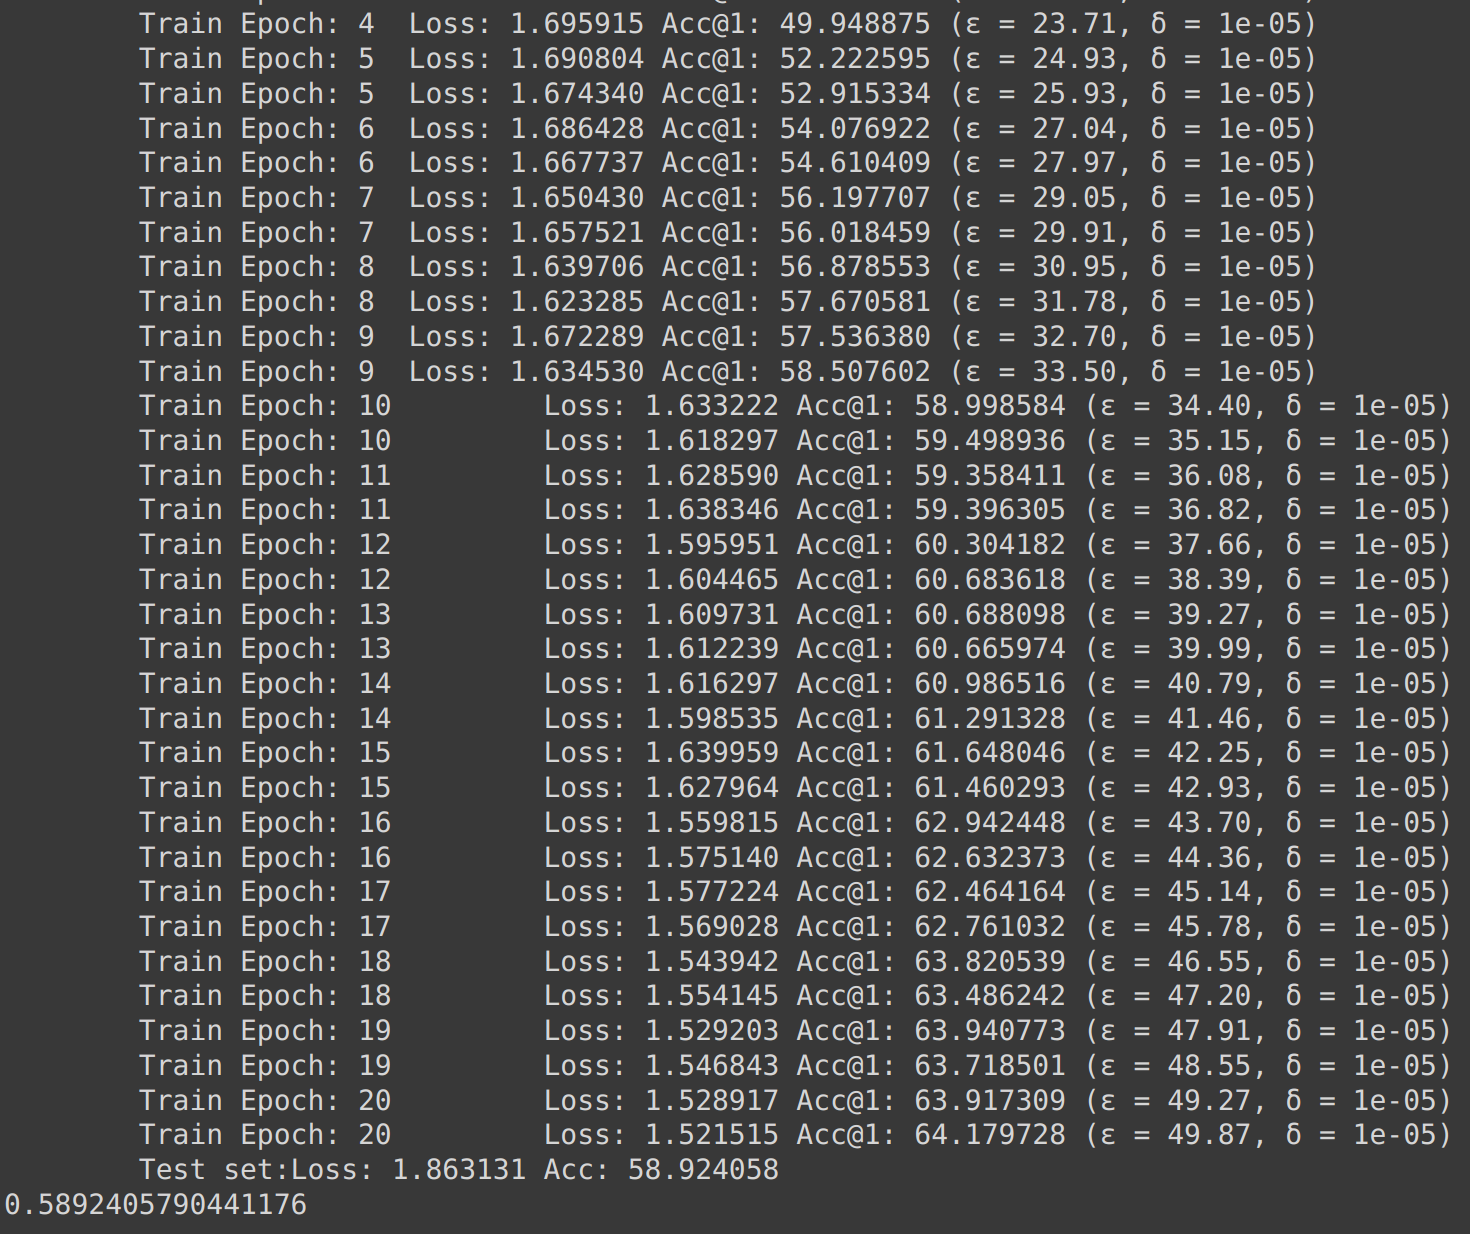 Train Epoch: 4 Loss: 1.695915 Acc@1: 49.948875 (ε = 23.71, δ = 1e-05)
Train Epoch: 5 Loss: 1.690804 Acc@1: 52.222595 (ε = 24.93, δ = 1e-05)
Train Epoch: 5 Loss: 1.674340 Acc@1: 52.915334 (ε = 25.93, δ = 1e-05)
Train Epoch: 6 Loss: 1.686428 Acc@1: 54.076922 (ε = 27.04, δ = 1e-05)
Train Epoch: 6 Loss: 1.667737 Acc@1: 54.610409 (ε = 27.97, δ = 1e-05)
Train Epoch: 7 Loss: 1.650430 Acc@1: 56.197707 (ε = 29.05, δ = 1e-05)
Train Epoch: 7 Loss: 1.657521 Acc@1: 56.018459 (ε = 29.91, δ = 1e-05)
Train Epoch: 8 Loss: 1.639706 Acc@1: 56.878553 (ε = 30.95, δ = 1e-05)
Train Epoch: 8 Loss: 1.623285 Acc@1: 57.670581 (ε = 31.78, δ = 1e-05)
Train Epoch: 9 Loss: 1.672289 Acc@1: 57.536380 (ε = 32.70, δ = 1e-05)
Train Epoch: 9 Loss: 1.634530 Acc@1: 58.507602 (ε = 33.50, δ = 1e-05)
Train Epoch: 10 Loss: 1.633222 Acc@1: 58.998584 (ε = 34.40, δ = 1e-05)
Train Epoch: 10 Loss: 1.618297 Acc@1: 59.498936 (ε = 35.15, δ = 1e-05)
Train Epoch: 11 Loss: 1.628590 Acc@1: 59.358411 (ε = 36.08, δ = 1e-05)
Train Epoch: 11 Loss: 1.638346 Acc@1: 59.396305 (ε = 36.82, δ = 1e-05)
Train Epoch: 12 Loss: 1.595951 Acc@1: 60.304182 (ε = 37.66, δ = 1e-05)
Train Epoch: 12 Loss: 1.604465 Acc@1: 60.683618 (ε = 38.39, δ = 1e-05)
Train Epoch: 13 Loss: 1.609731 Acc@1: 60.688098 (ε = 39.27, δ = 1e-05)
Train Epoch: 13 Loss: 1.612239 Acc@1: 60.665974 (ε = 39.99, δ = 1e-05)
Train Epoch: 14 Loss: 1.616297 Acc@1: 60.986516 (ε = 40.79, δ = 1e-05)
Train Epoch: 14 Loss: 1.598535 Acc@1: 61.291328 (ε = 41.46, δ = 1e-05)
Train Epoch: 15 Loss: 1.639959 Acc@1: 61.648046 (ε = 42.25, δ = 1e-05)
Train Epoch: 15 Loss: 1.627964 Acc@1: 61.460293 (ε = 42.93, δ = 1e-05)
Train Epoch: 16 Loss: 1.559815 Acc@1: 62.942448 (ε = 43.70, δ = 1e-05)
Train Epoch: 16 Loss: 1.575140 Acc@1: 62.632373 (ε = 44.36, δ = 1e-05)
Train Epoch: 17 Loss: 1.577224 Acc@1: 62.464164 (ε = 45.14, δ = 1e-05)
Train Epoch: 17 Loss: 1.569028 Acc@1: 62.761032 (ε = 45.78, δ = 1e-05)
Train Epoch: 18 Loss: 1.543942 Acc@1: 63.820539 (ε = 46.55, δ = 1e-05)
Train Epoch: 18 Loss: 1.554145 Acc@1: 63.486242 (ε = 47.20, δ = 1e-05)
Train Epoch: 19 Loss: 1.529203 Acc@1: 63.940773 (ε = 47.91, δ = 1e-05)
Train Epoch: 19 Loss: 1.546843 Acc@1: 63.718501 (ε = 48.55, δ = 1e-05)
Train Epoch: 20 Loss: 1.528917 Acc@1: 63.917309 (ε = 49.27, δ = 1e-05)
Train Epoch: 20 Loss: 1.521515 Acc@1: 64.179728 (ε = 49.87, δ = 1e-05)
Test set:Loss: 1.863131 Acc: 58.924058
0.5892405790441176